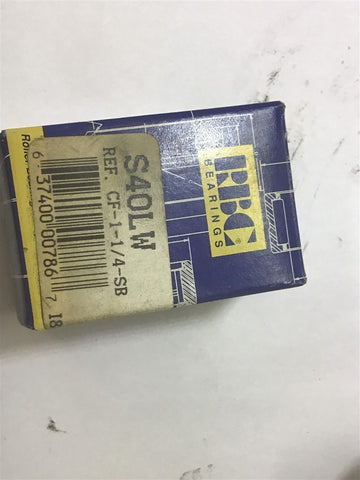 RBC®
BEARINGS
S40LW
REF. CF-1-1/4-SB
6 37400 00786 7